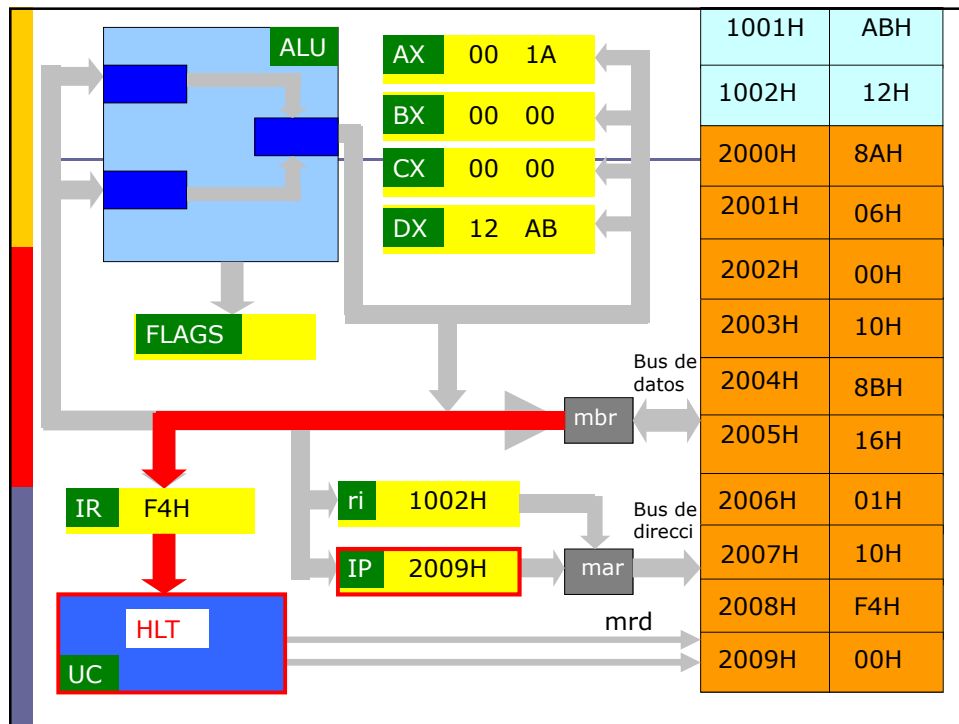 ALU
AX 00 1A
BX 00 00
CX 00 00
DX 12 AB
FLAGS
Bus de
datos
mbr
IR F4H
ri 1002H
IP 2009H
Bus de
direcci
mar
HLT
UC
mrd
1001H ABH
1002H 12H
2000H 8AH
2001H 06H
2002H 00H
2003H 10H
2004H 8BH
2005H 16H
2006H 01H
2007H 10H
2008H F4H
2009H 00H